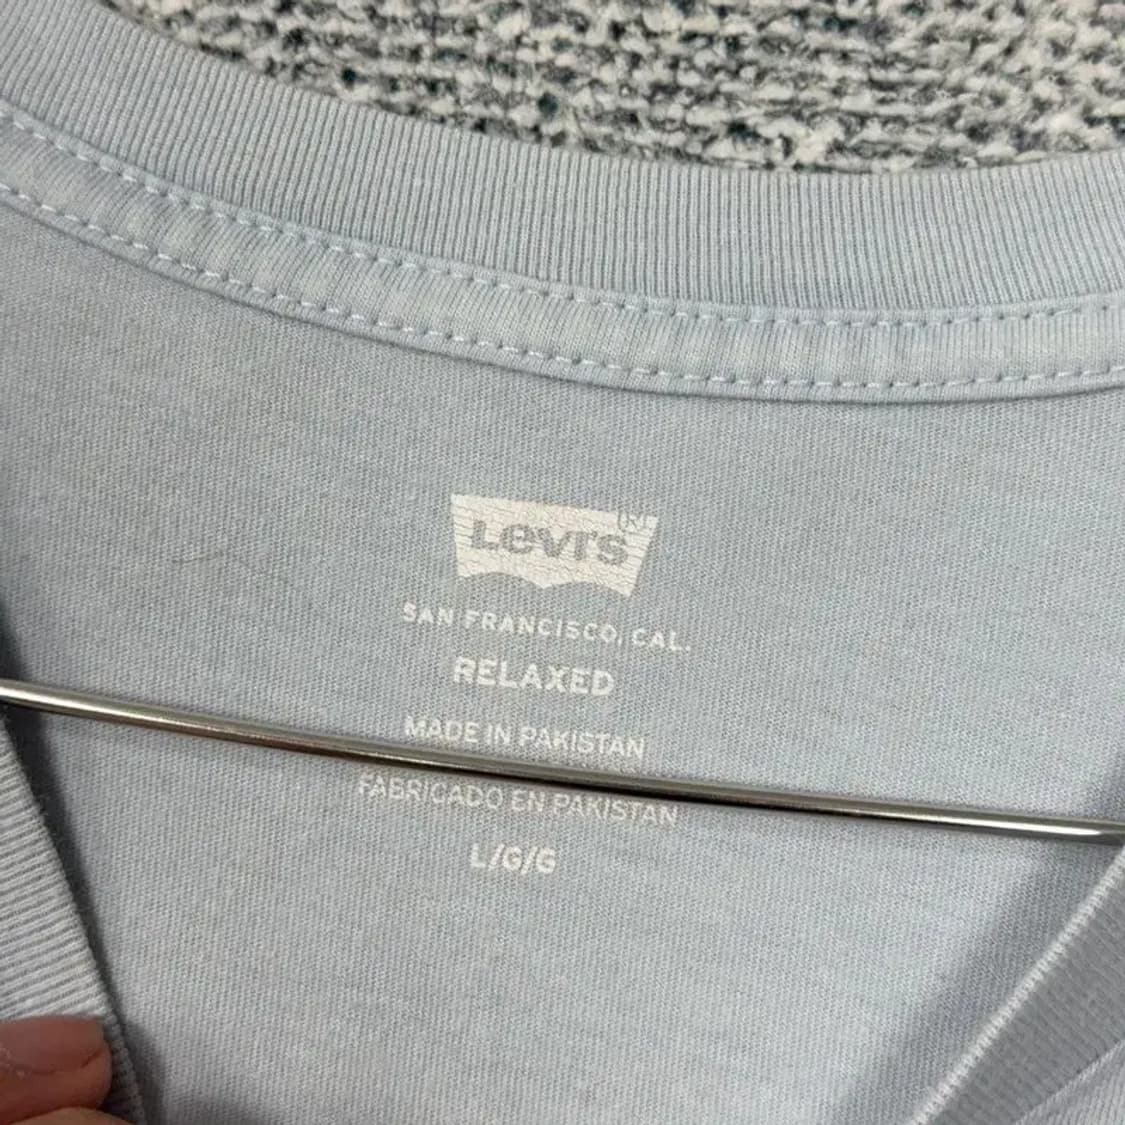 Levi's
SAN FRANCISCO, CAL.
RELAXED
MADE IN PAKISTAN
FABRICADO EN PAKISTAN
L/G/G